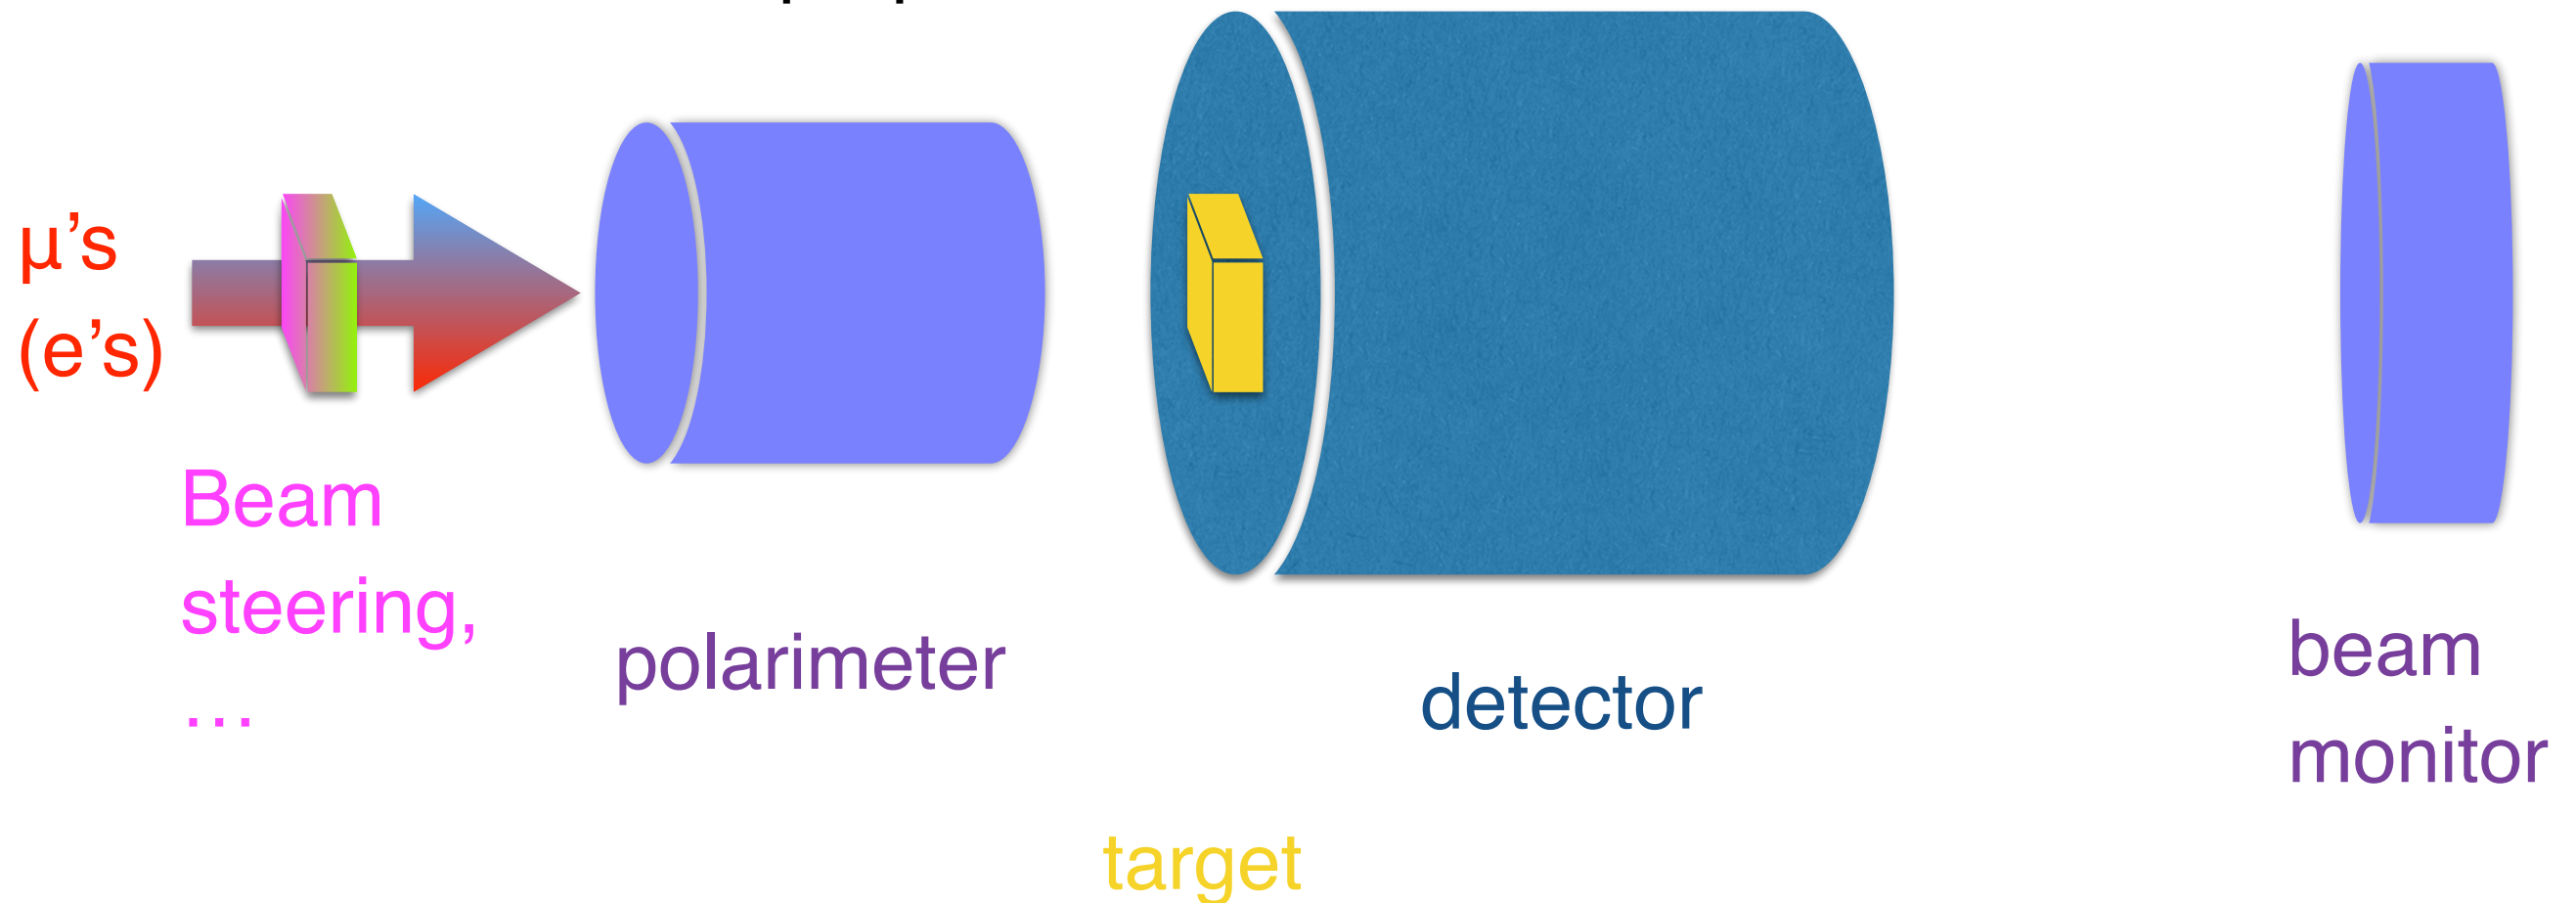 µ's
(e's)
Beam
steering,
…
polarimeter
detector
target
beam
monitor